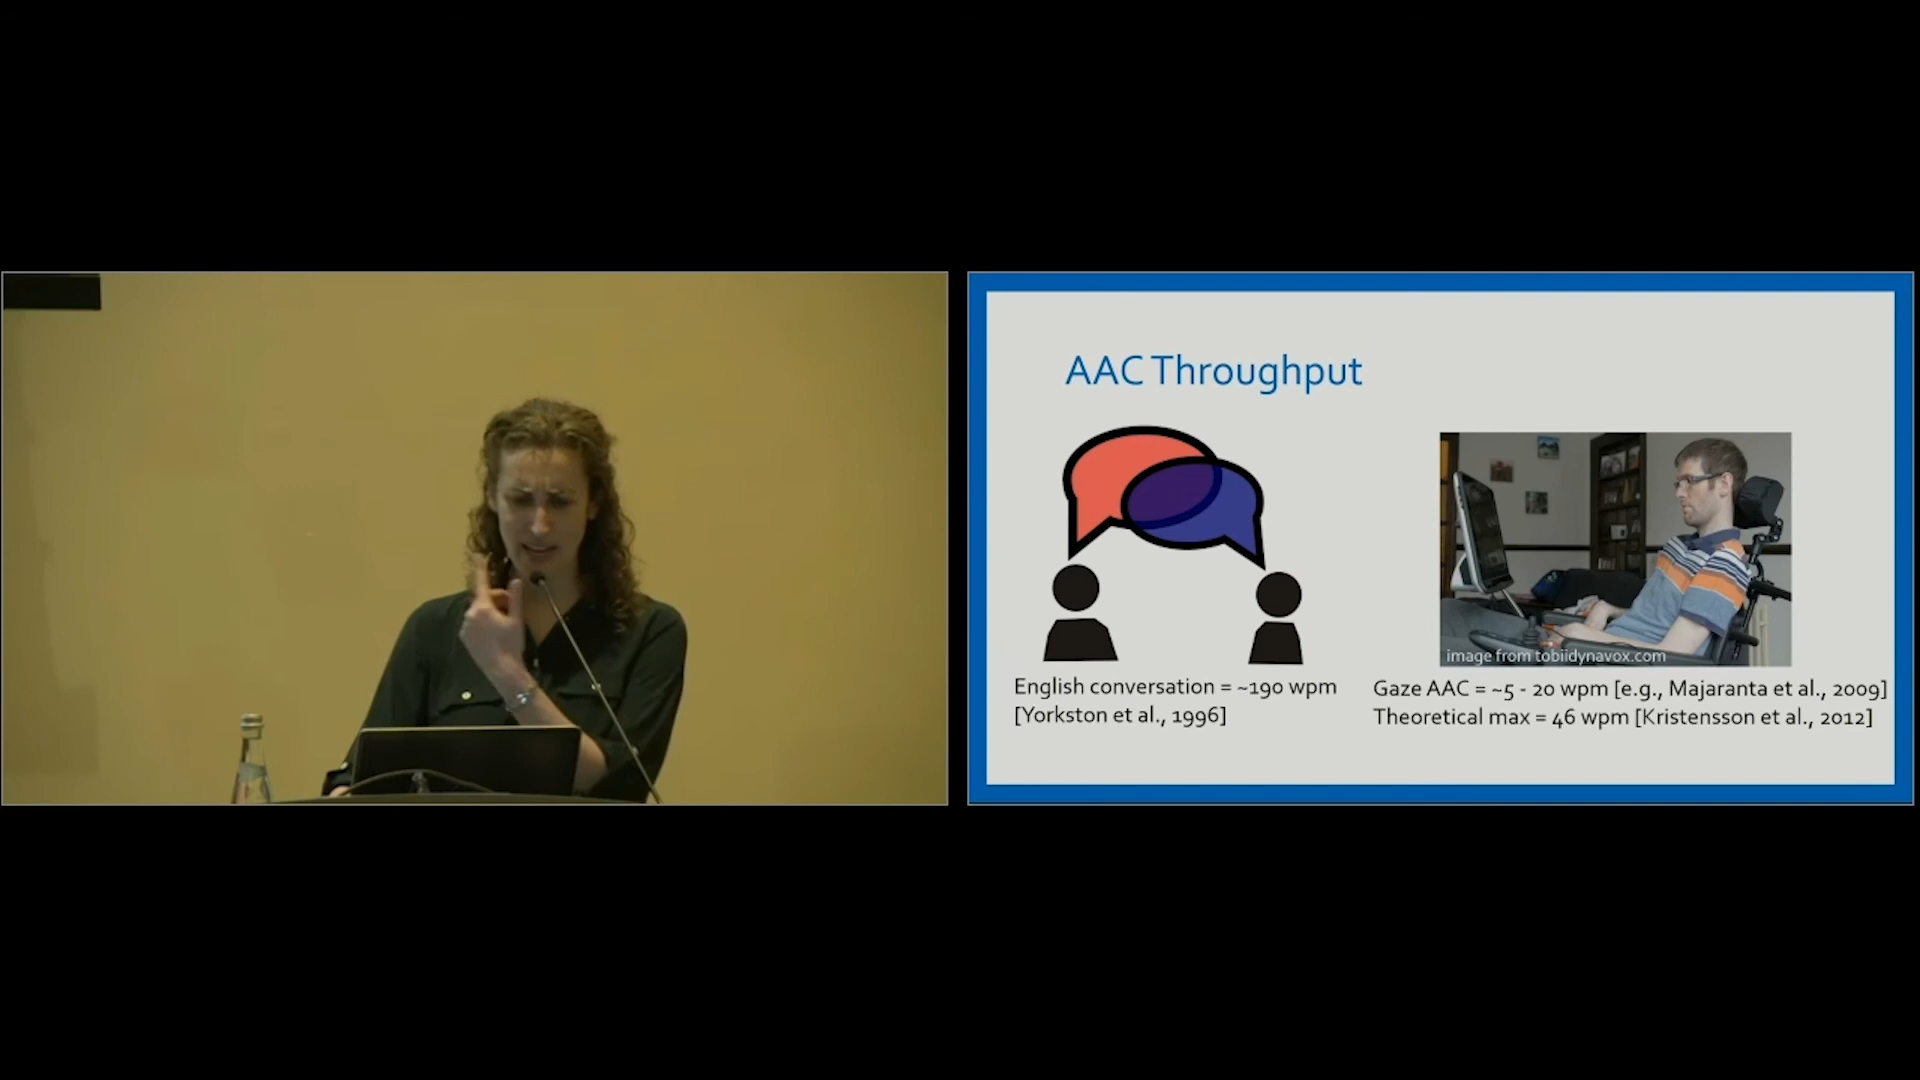 AAC Throughput
image from tobiidynavox.com
English conversation = ~190 wpm
[Yorkston et al., 1996]
Gaze AAC = ~5 - 20 wpm [e.g., Majaranta et al., 2009]
Theoretical max = 46 wpm [Kristensson et al., 2012]